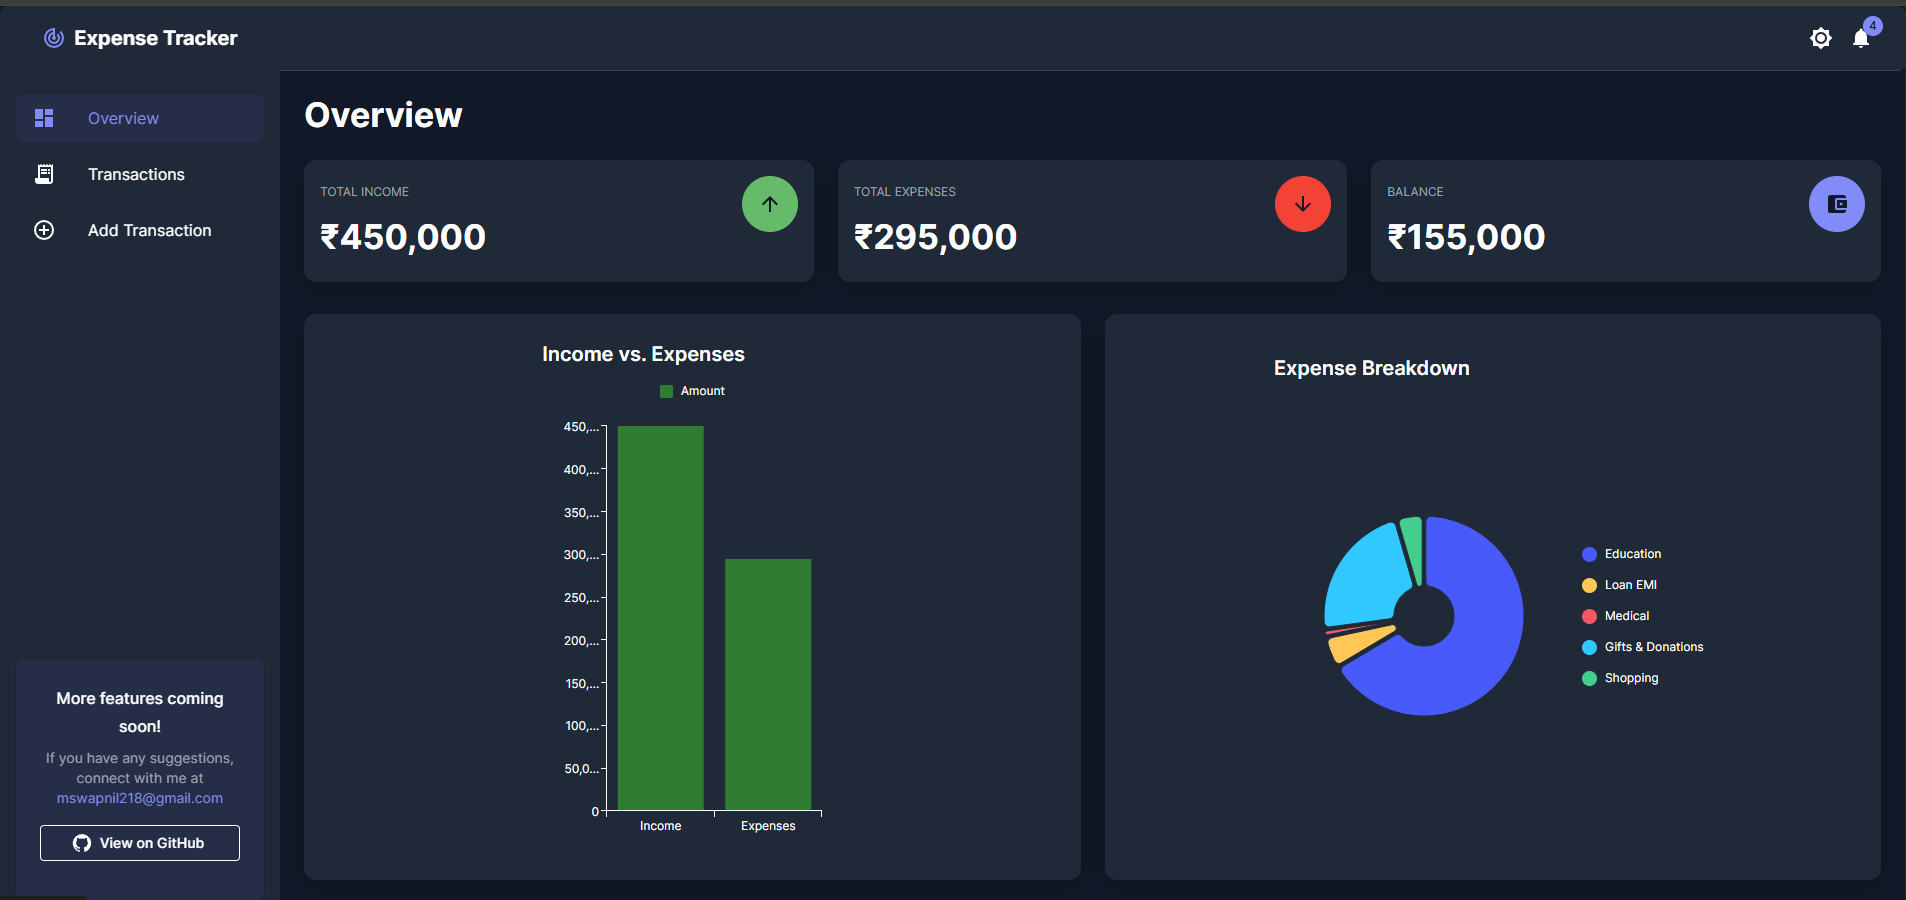 Expense Tracker
4
Overview
Transactions
Add Transaction
More features coming
soon!
If you have any suggestions,
connect with me at
mswapnil218@gmail.com
View on GitHub
Overview
TOTAL INCOME
₹450,000
TOTAL EXPENSES
₹295,000
BALANCE
₹155,000
Income vs. Expenses
Amount
450,...
400,...
350,...
300,...
250,...
200,...
150,...
100,...
50,0...
0
Income
Expenses
Expense Breakdown
Education
Loan EMI
Medical
Gifts & Donations
Shopping